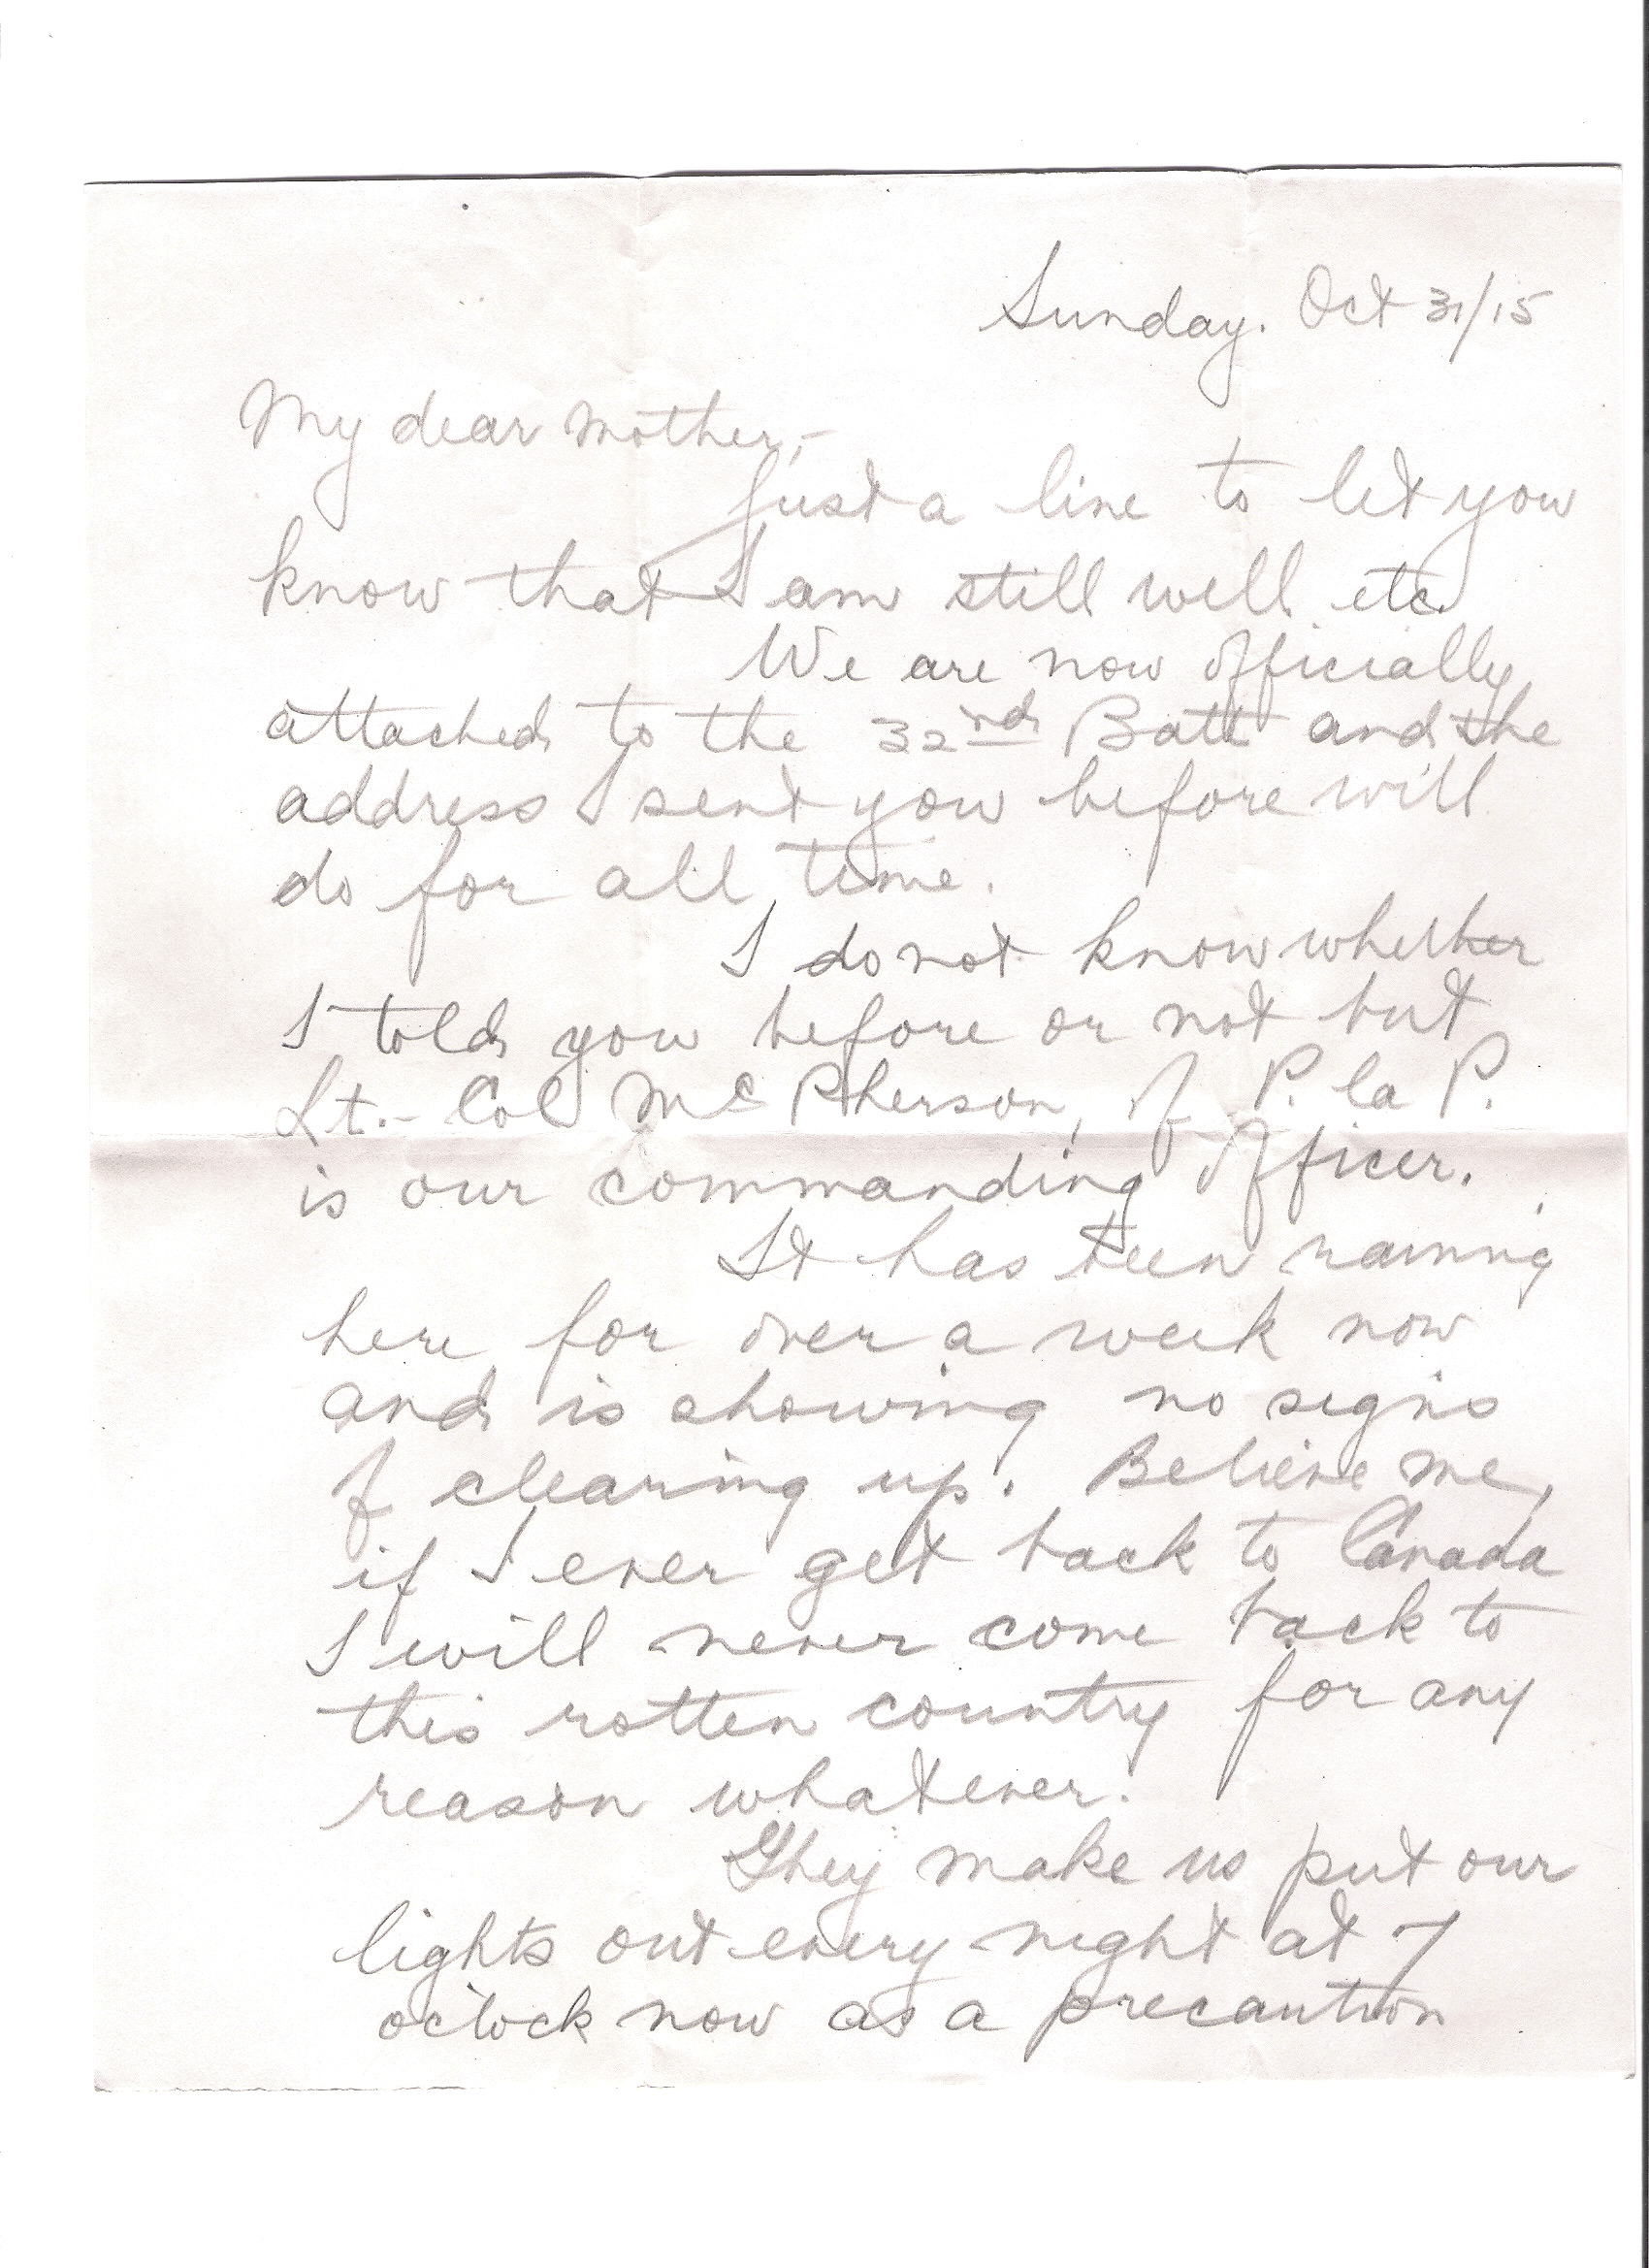 Sunday. Oct 31/15
My dear mother,-
Just a line to let you
know that I am still well etc.
We are now officially
attached to the 32nd Batt and the
address I sent you before will
do for all time.
I do not know whether
I told you before or not but
Lt.- Col McPherson, of P. la P.
is our commanding officer.
It has been raining
here for over a week now
and is showing no signs
of clearing up. Believe me,
if I ever get back to Canada
I will never come back to
this rotten country for any
reason whatever.
They make us put our
lights out every night at 7
o'clock now as a precaution